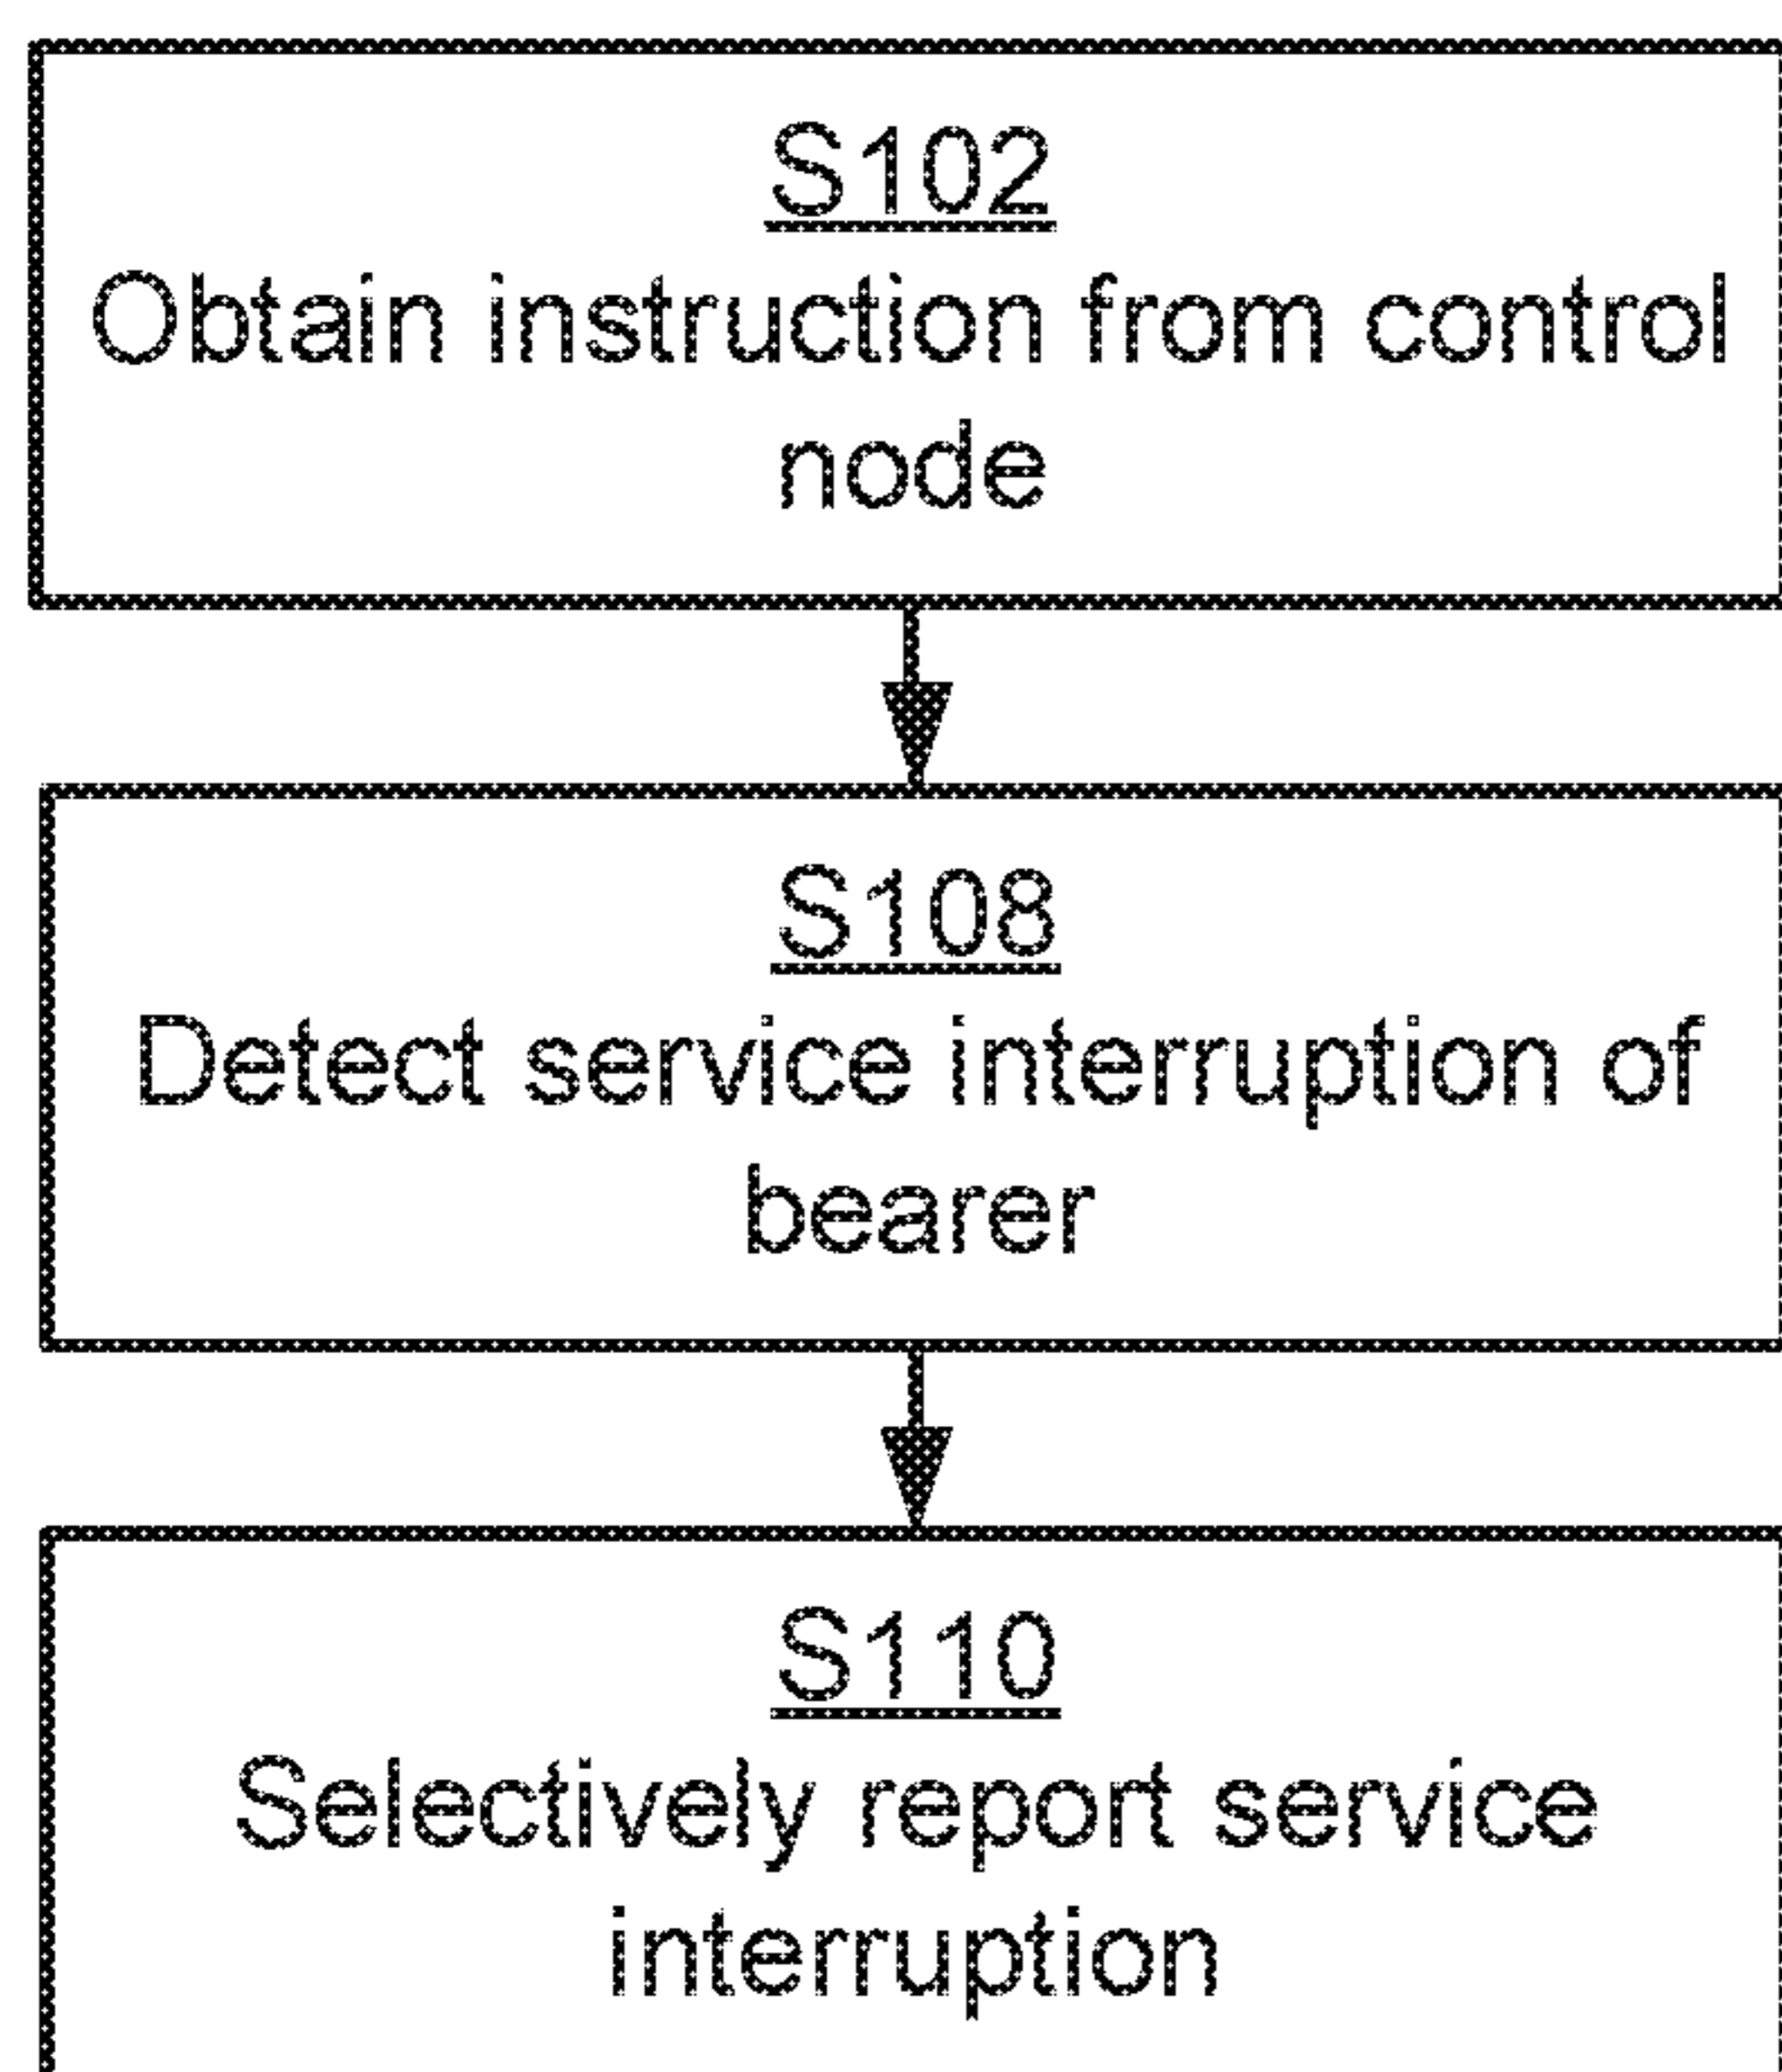 S102
Obtain instruction from control
node
S108
Detect service interruption of
bearer
S110
Selectively report service
interruption